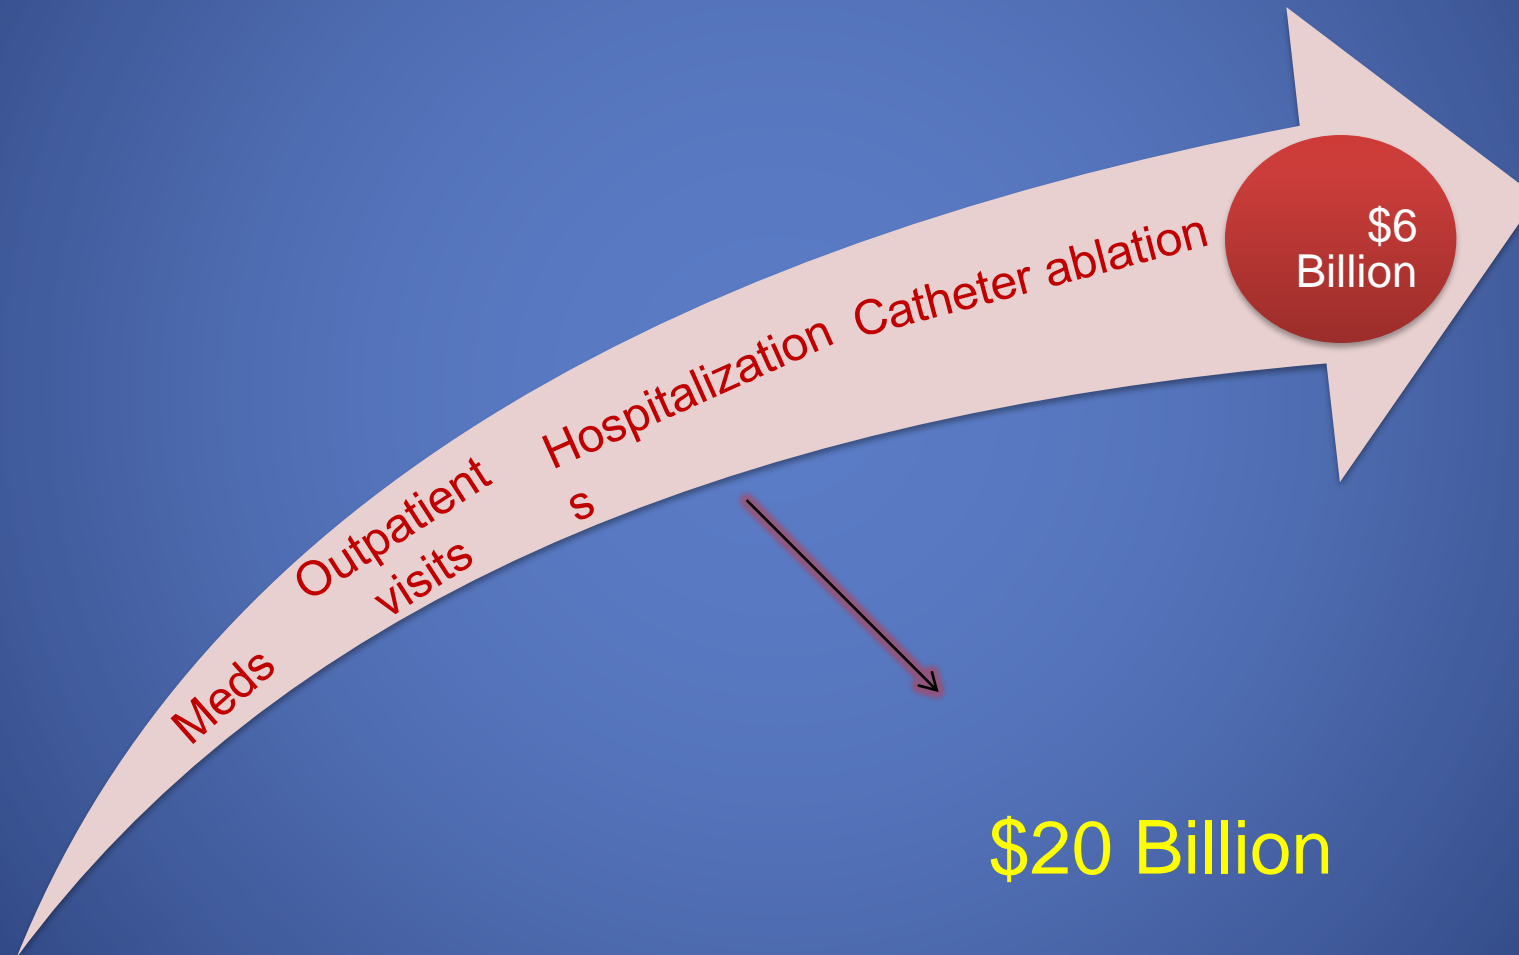 Meds
Outpatient
visits
Hospitalization
s
Catheter ablation
$6
Billion
$20 Billion